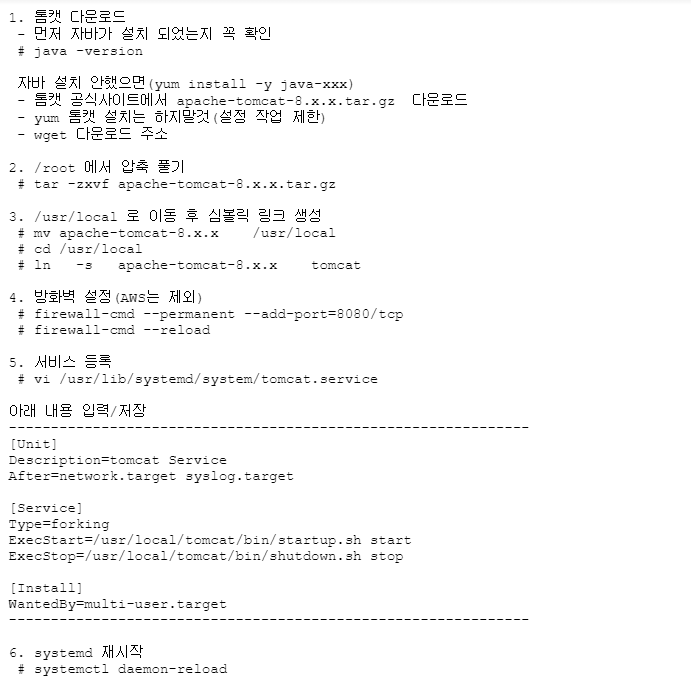 1. 톰캣 다운로드
- 먼저 자바가 설치 되었는지 꼭 확인
# java -version
자바 설치 안했으면(yum install -y java-xxx)
- 톰캣 공식사이트에서 apache-tomcat-8.x.x.tar.gz 다운로드
- yum 톰캣 설치는 하지말것(설정 작업 제한)
- wget 다운로드 주소
2. /root 에서 압축 풀기
# tar -zxvf apache-tomcat-8.x.x.tar.gz
3. /usr/local 로 이동 후 심볼릭 링크 생성
# mv apache-tomcat-8.x.x /usr/local
# cd /usr/local
# ln -s apache-tomcat-8.x.x tomcat
4. 방화벽 설정(AWS는 제외)
# firewall-cmd --permanent --add-port=8080/tcp
# firewall-cmd --reload
5. 서비스 등록
# vi /usr/lib/systemd/system/tomcat.service
아래 내용 입력/저장
--------------------------------------------------------------
[Unit]
Description=tomcat Service
After=network.target syslog.target
[Service]
Type=forking
ExecStart=/usr/local/tomcat/bin/startup.sh start
ExecStop=/usr/local/tomcat/bin/shutdown.sh stop
[Install]
WantedBy=multi-user.target
--------------------------------------------------------------
6. systemd 재시작
# systemctl daemon-reload